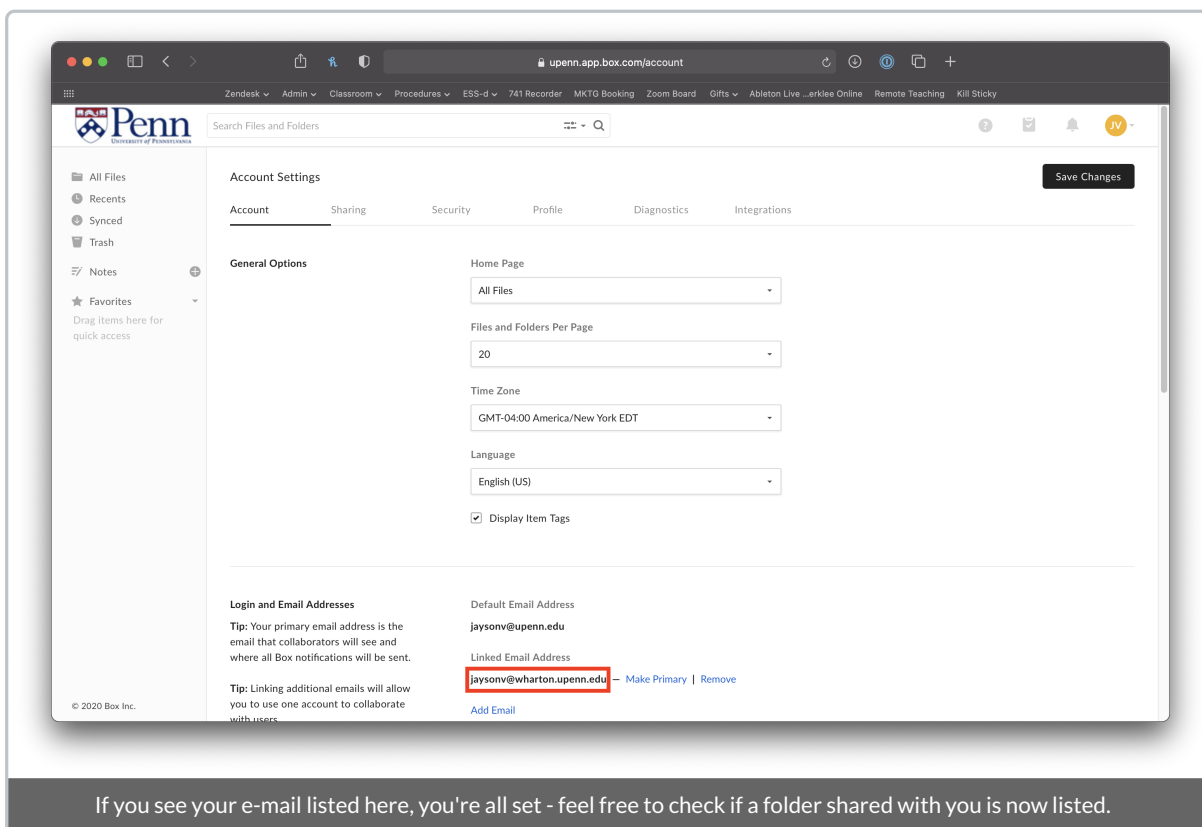 upenn.app.box.com/account
Zendesk Admin Classroom Procedures ESS-d 741 Recorder MKTG Booking Zoom Board Gifts Ableton Live ...erklee Online Remote Teaching Kill Sticky
Penn
UNIVERSITY of PENNSYLVANIA
Search Files and Folders
JV
All Files
Recents
Synced
Trash
Notes
Favorites
Drag items here for
quick access
© 2020 Box Inc.
Account Settings
Save Changes
Account Sharing Security Profile Diagnostics Integrations
General Options
Home Page
All Files
Files and Folders Per Page
20
Time Zone
GMT-04:00 America/New York EDT
Language
English (US)
Display Item Tags
Login and Email Addresses
Tip: Your primary email address is the
email that collaborators will see and
where all Box notifications will be sent.
Tip: Linking additional emails will allow
you to use one account to collaborate
with users
Default Email Address
jaysonv@upenn.edu
Linked Email Address
jaysonv@wharton.upenn.edu – Make Primary | Remove
Add Email
If you see your e-mail listed here, you're all set - feel free to check if a folder shared with you is now listed.